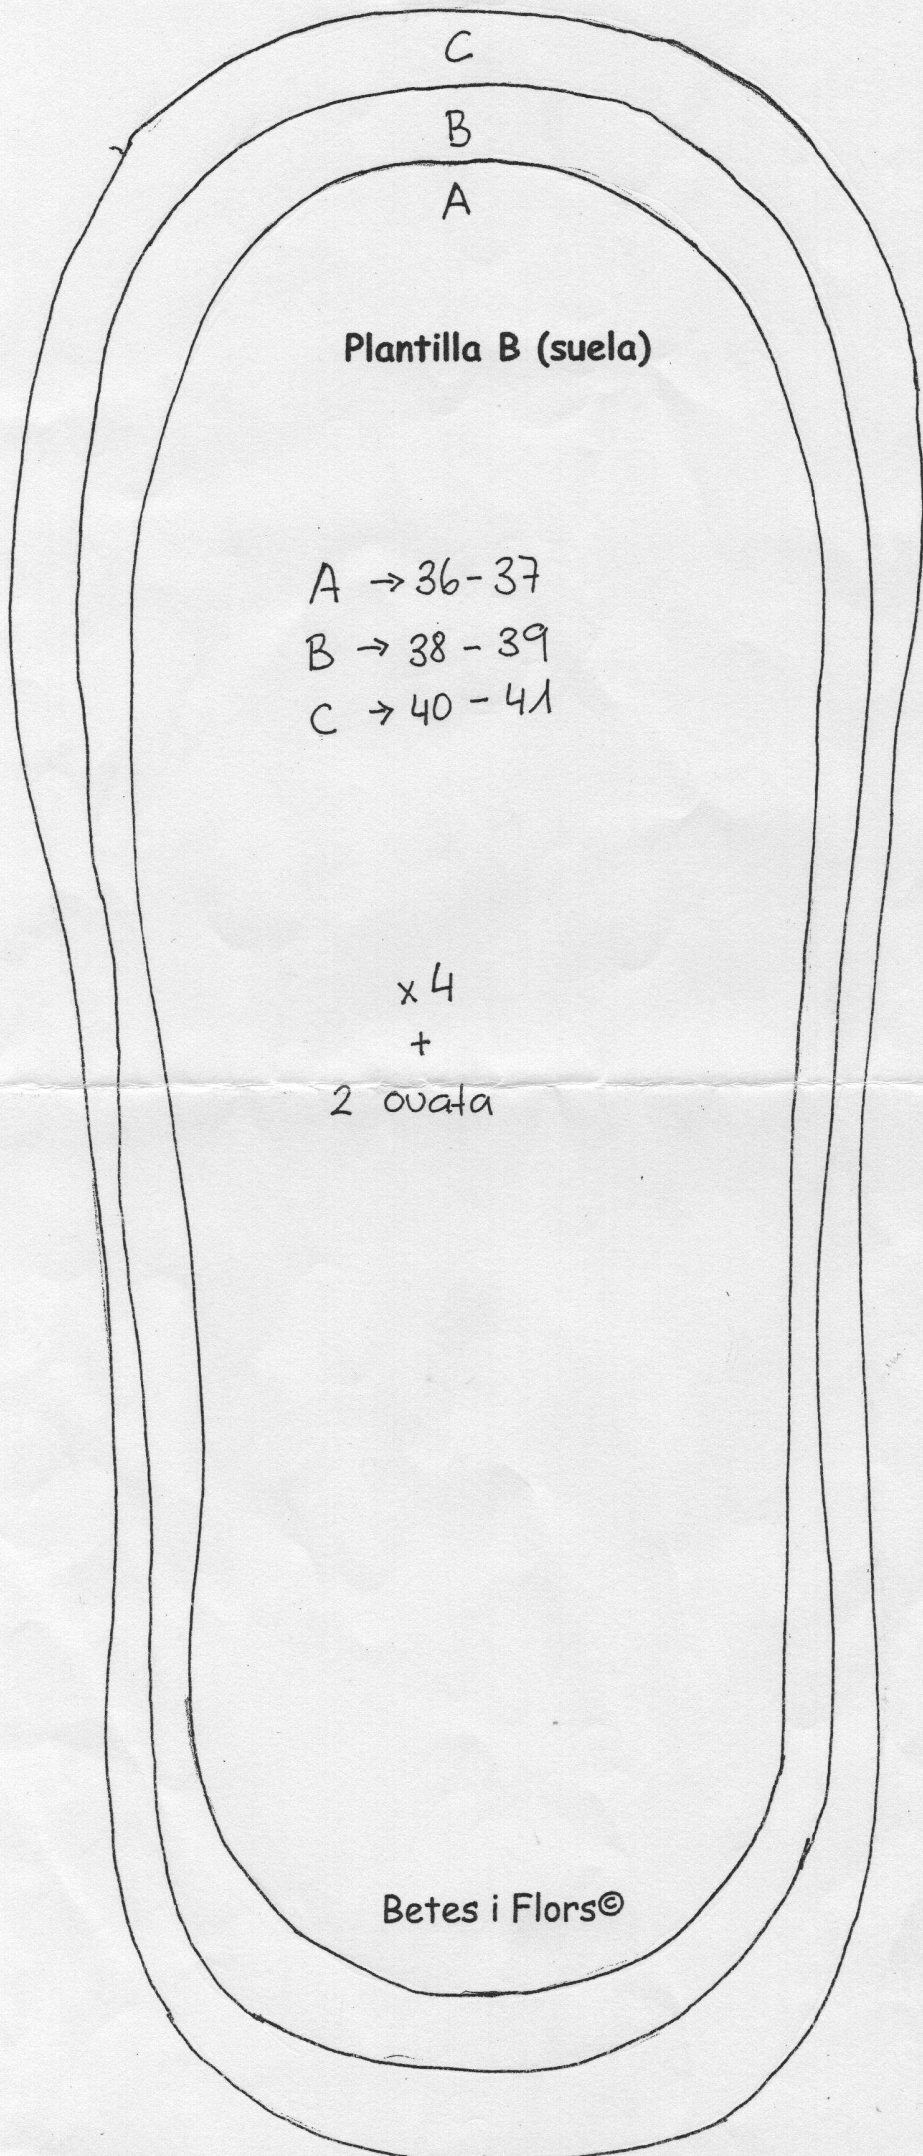 C
B
A
Plantilla B (suela)
A → 36-37
B → 38-39
C → 40-41
x 4
+
2 ouata
Betes i Flors©